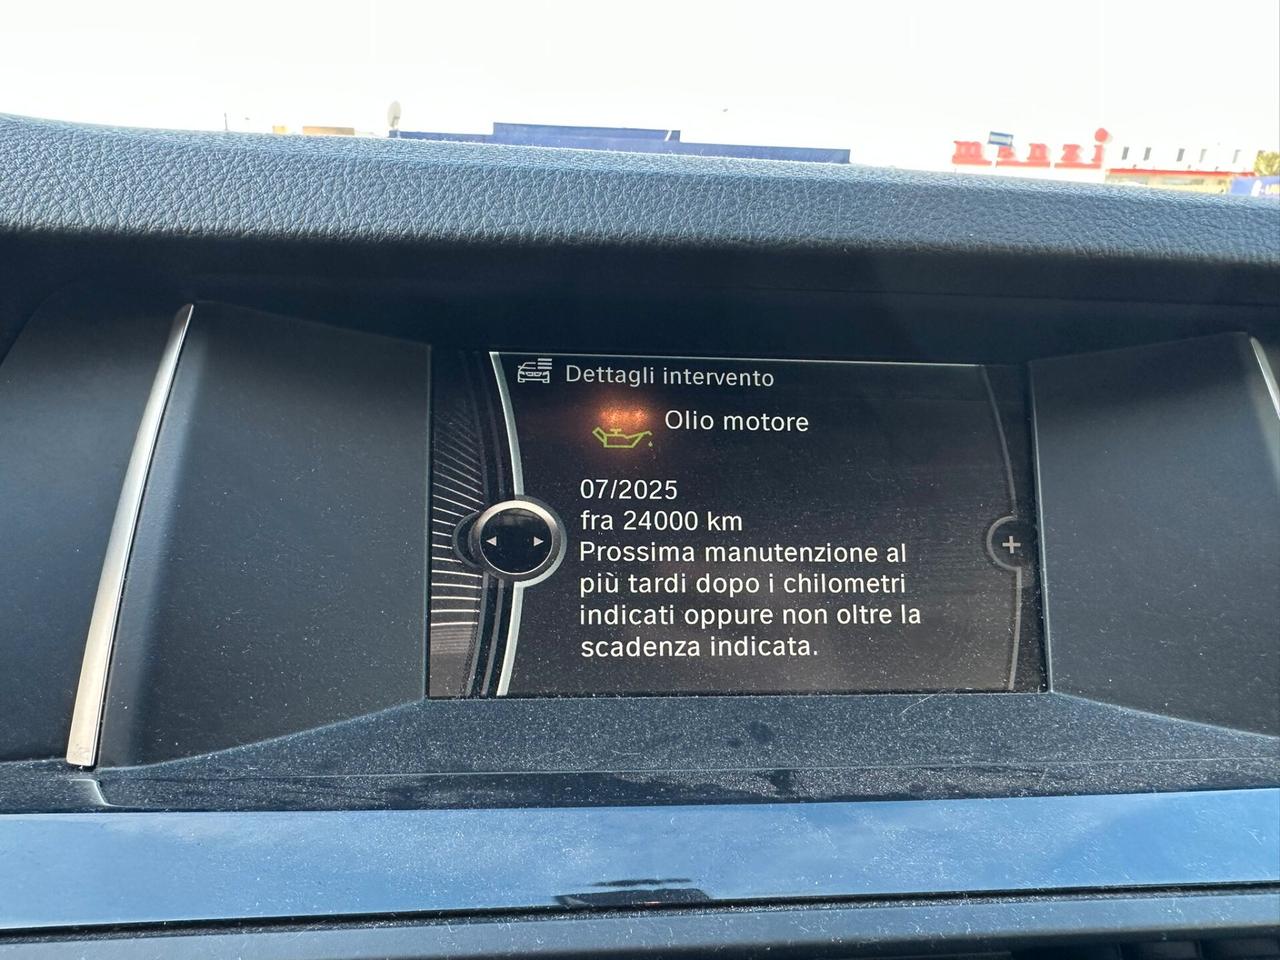 manzi
Dettagli intervento
Olio motore
07/2025
fra 24000 km
Prossima manutenzione al
più tardi dopo i chilometri
indicati oppure non oltre la
scadenza indicata.